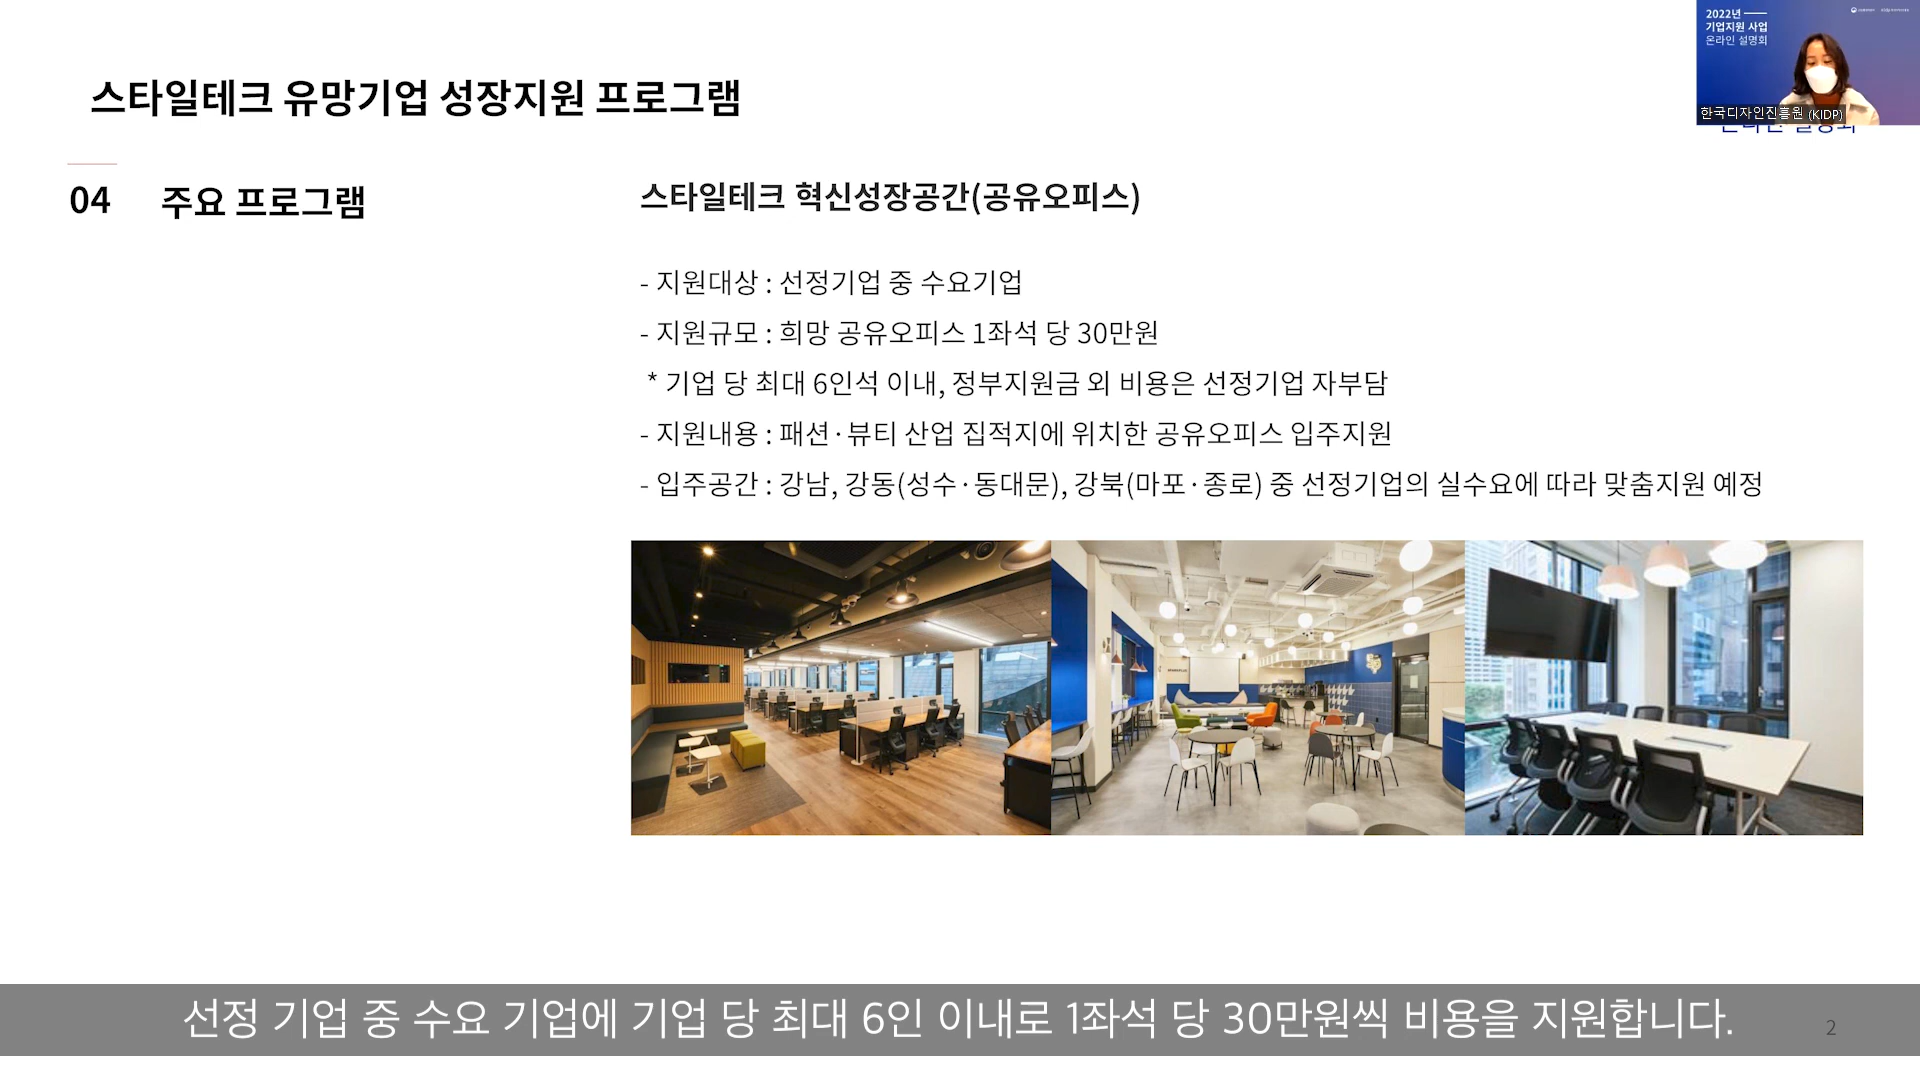 스타일테크 유망기업 성장지원 프로그램
2022년
기업지원 사업
온라인 설명회
한국디자인진흥원 (KIDP)
04 주요 프로그램
스타일테크 혁신성장공간(공유오피스)
- 지원대상 : 선정기업 중 수요기업
- 지원규모 : 희망 공유오피스 1좌석 당 30만원
* 기업 당 최대 6인석 이내, 정부지원금 외 비용은 선정기업 자부담
- 지원내용 : 패션·뷰티 산업 집적지에 위치한 공유오피스 입주지원
- 입주공간 : 강남, 강동(성수·동대문), 강북(마포·종로) 중 선정기업의 실수요에 따라 맞춤지원 예정
선정 기업 중 수요 기업에 기업 당 최대 6인 이내로 1좌석 당 30만원씩 비용을 지원합니다.
2